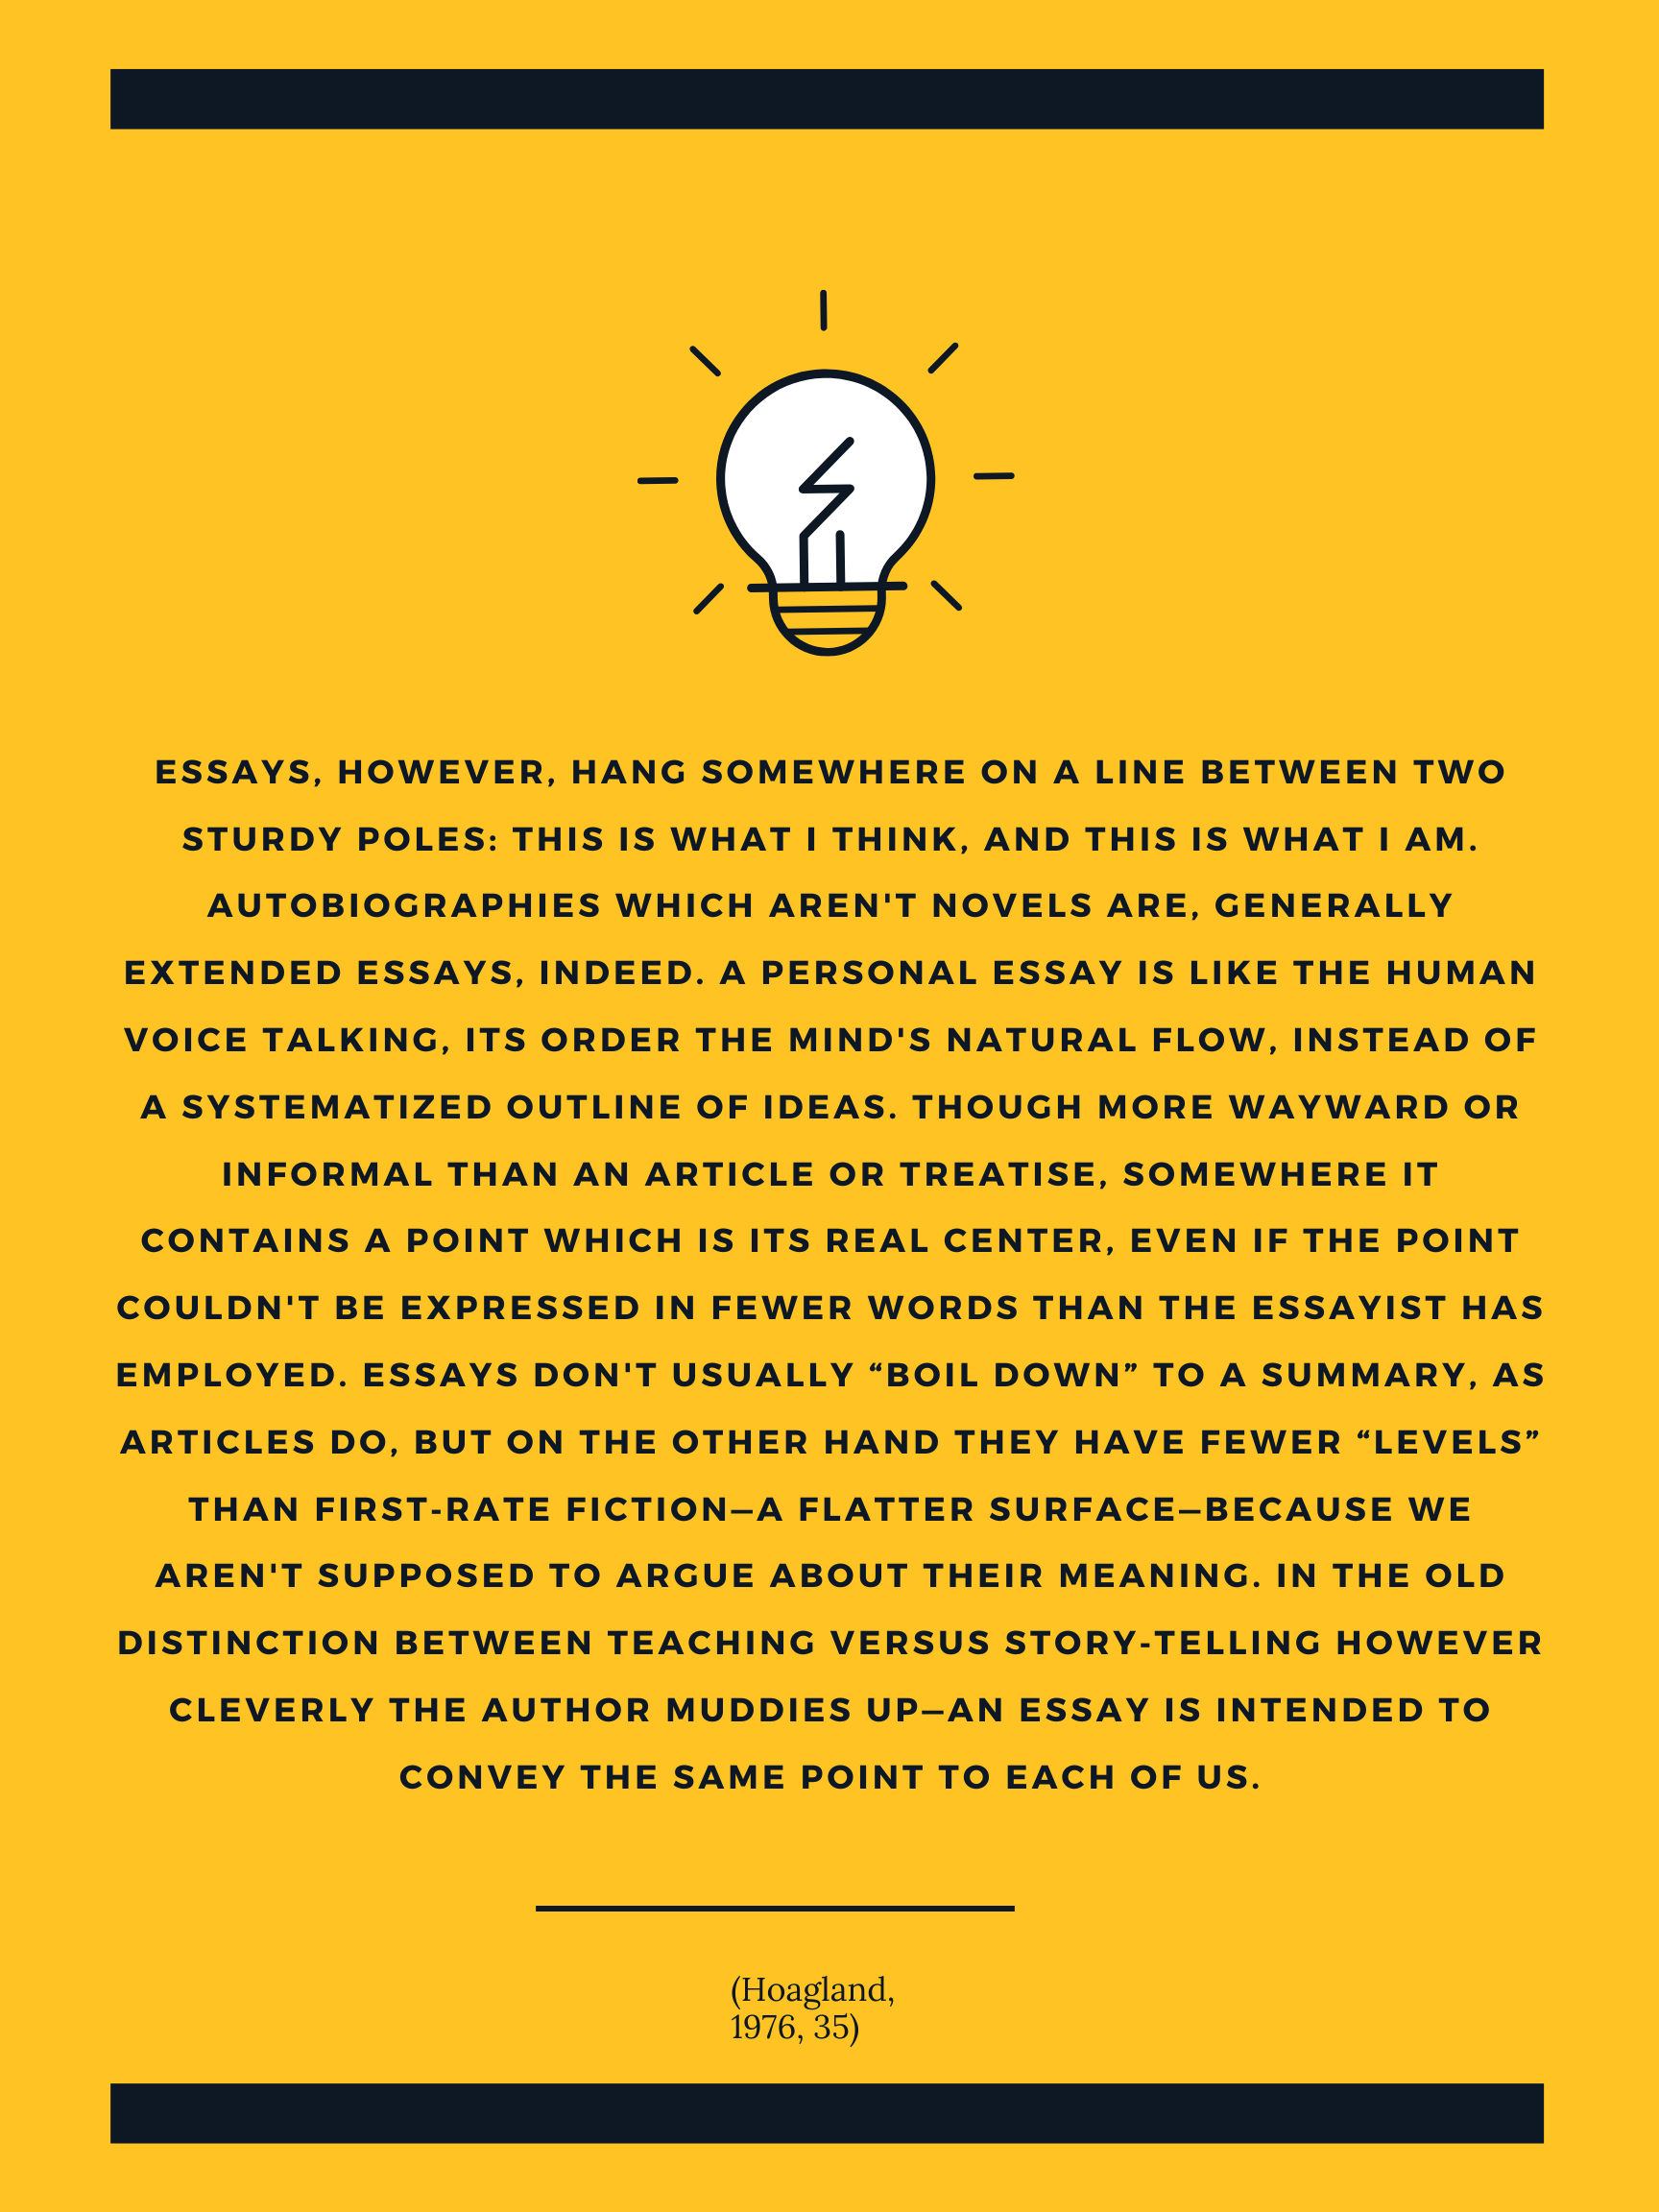 ESSAYS, HOWEVER, HANG SOMEWHERE ON A LINE BETWEEN TWO
STURDY POLES: THIS IS WHAT I THINK, AND THIS IS WHAT I AM.
AUTOBIOGRAPHIES WHICH AREN'T NOVELS ARE, GENERALLY
EXTENDED ESSAYS, INDEED. A PERSONAL ESSAY IS LIKE THE HUMAN
VOICE TALKING, ITS ORDER THE MIND'S NATURAL FLOW, INSTEAD OF
A SYSTEMATIZED OUTLINE OF IDEAS. THOUGH MORE WAYWARD OR
INFORMAL THAN AN ARTICLE OR TREATISE, SOMEWHERE IT
CONTAINS A POINT WHICH IS ITS REAL CENTER, EVEN IF THE POINT
COULDN'T BE EXPRESSED IN FEWER WORDS THAN THE ESSAYIST HAS
EMPLOYED. ESSAYS DON'T USUALLY “BOIL DOWN” TO A SUMMARY, AS
ARTICLES DO, BUT ON THE OTHER HAND THEY HAVE FEWER “LEVELS”
THAN FIRST-RATE FICTION—A FLATTER SURFACE—BECAUSE WE
AREN'T SUPPOSED TO ARGUE ABOUT THEIR MEANING. IN THE OLD
DISTINCTION BETWEEN TEACHING VERSUS STORY-TELLING HOWEVER
CLEVERLY THE AUTHOR MUDDIES UP—AN ESSAY IS INTENDED TO
CONVEY THE SAME POINT TO EACH OF US.
(Hoagland,
1976, 35)